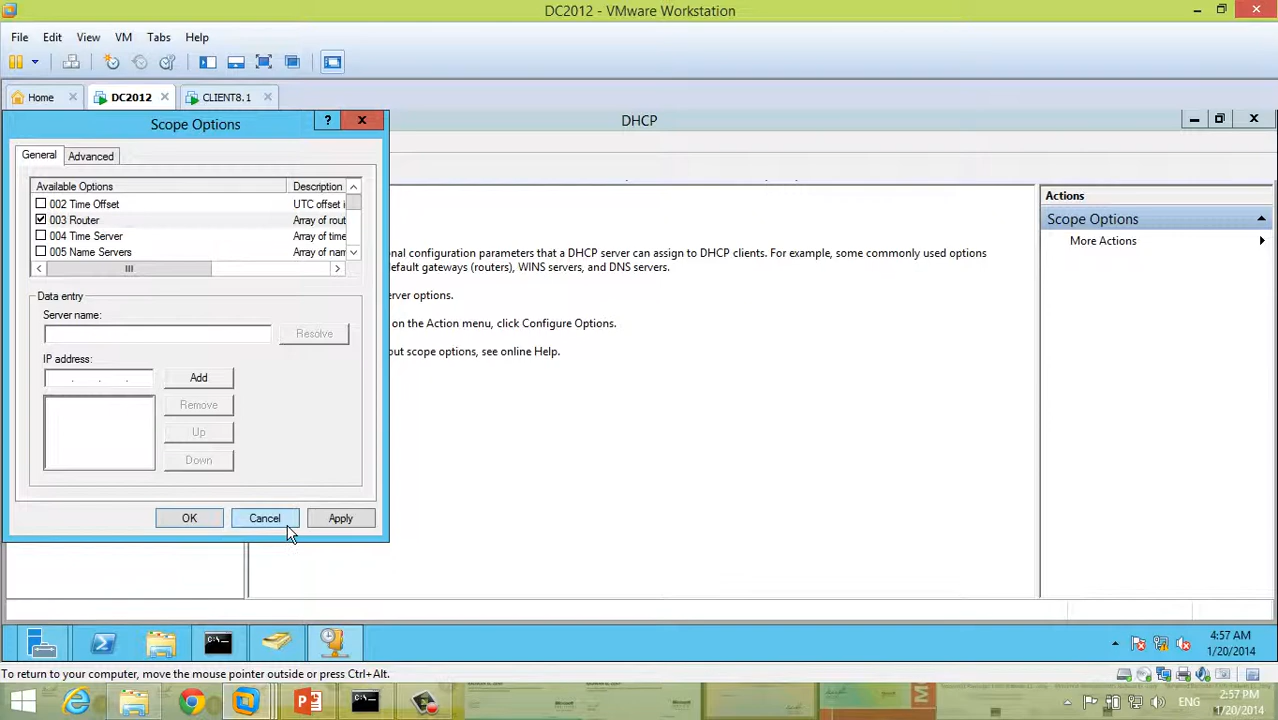 DC2012 - VMware Workstation
File Edit View VM Tabs Help
Home DC2012 CLIENT8.1
Scope Options
DHCP
General Advanced
Available Options Description
002 Time Offset UTC offset i
003 Router Array of rout
004 Time Server Array of time
005 Name Servers Array of nam
Data entry
Server name:
Resolve
IP address:
Add
Remove
Up
Down
OK Cancel Apply
onal configuration parameters that a DHCP server can assign to DHCP clients. For example, some commonly used options
efault gateways (routers), WINS servers, and DNS servers.
erver options.
on the Action menu, click Configure Options.
out scope options, see online Help.
Actions
Scope Options
More Actions
4:57 AM
1/20/2014
To return to your computer, move the mouse pointer outside or press Ctrl+Alt.
ENG
2:57 PM
1/20/2014